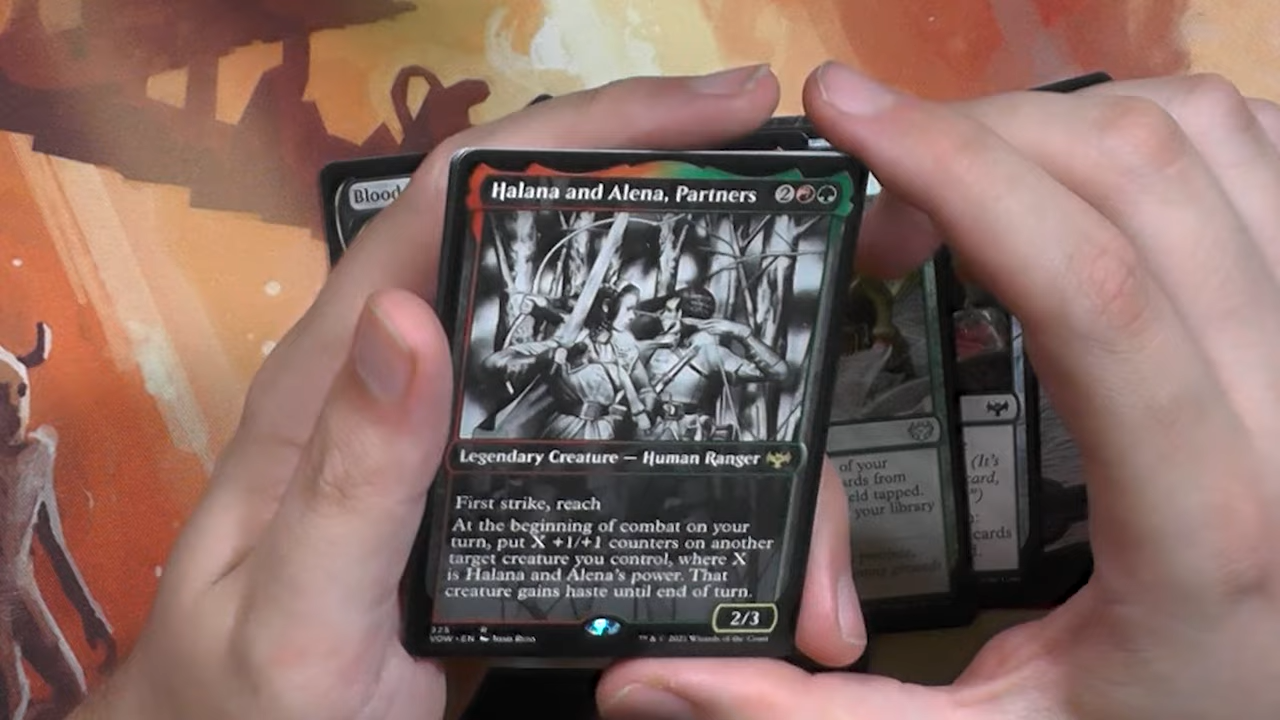 Blood
Halana and Alena, Partners 2
Legendary Creature — Human Ranger
First strike, reach
At the beginning of combat on your
turn, put X +1/+1 counters on another
target creature you control, where X
is Halana and Alena's power. That
creature gains haste until end of turn.
2/3
R
VOW • EN
™ & © 2021 Wizards of the Coast
of your
ards from
eld tapped.
your library
(It's
card,
")
cards